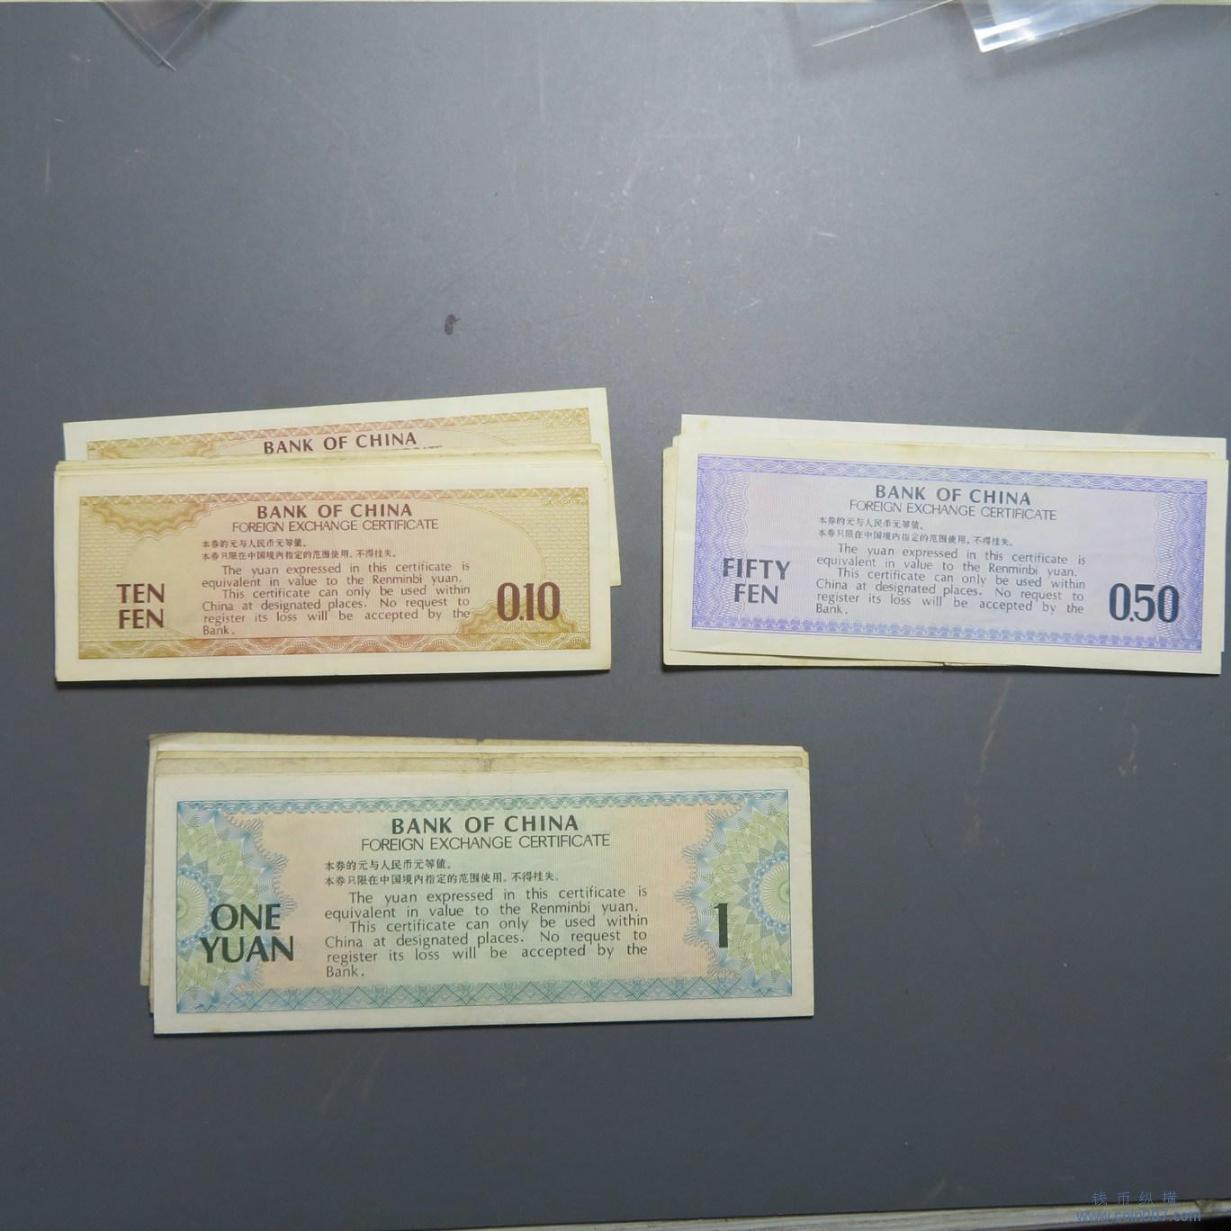 BANK OF CHINA
BANK OF CHINA
FOREIGN EXCHANGE CERTIFICATE
本券的元与人民币元等值。
本券只限在中国境内指定的范围使用，不得挂失。
The yuan expressed in this certificate is
equivalent in value to the Renminbi yuan.
This certificate can only be used within
China at designated places. No request to
register its loss will be accepted by the
Bank.
TEN
FEN
0.10
BANK OF CHINA
FOREIGN EXCHANGE CERTIFICATE
本券的元与人民币元等值。
本券只限在中国境内指定的范围使用，不得挂失。
The yuan expressed in this certificate is
equivalent in value to the Renminbi yuan.
This certificate can only be used within
China at designated places. No request to
register its loss will be accepted by the
Bank.
FIFTY
FEN
0.50
BANK OF CHINA
FOREIGN EXCHANGE CERTIFICATE
本券的元与人民币元等值。
本券只限在中国境内指定的范围使用，不得挂失。
The yuan expressed in this certificate is
equivalent in value to the Renminbi yuan.
This certificate can only be used within
China at designated places. No request to
register its loss will be accepted by the
Bank.
ONE
YUAN
1
钱币纵横